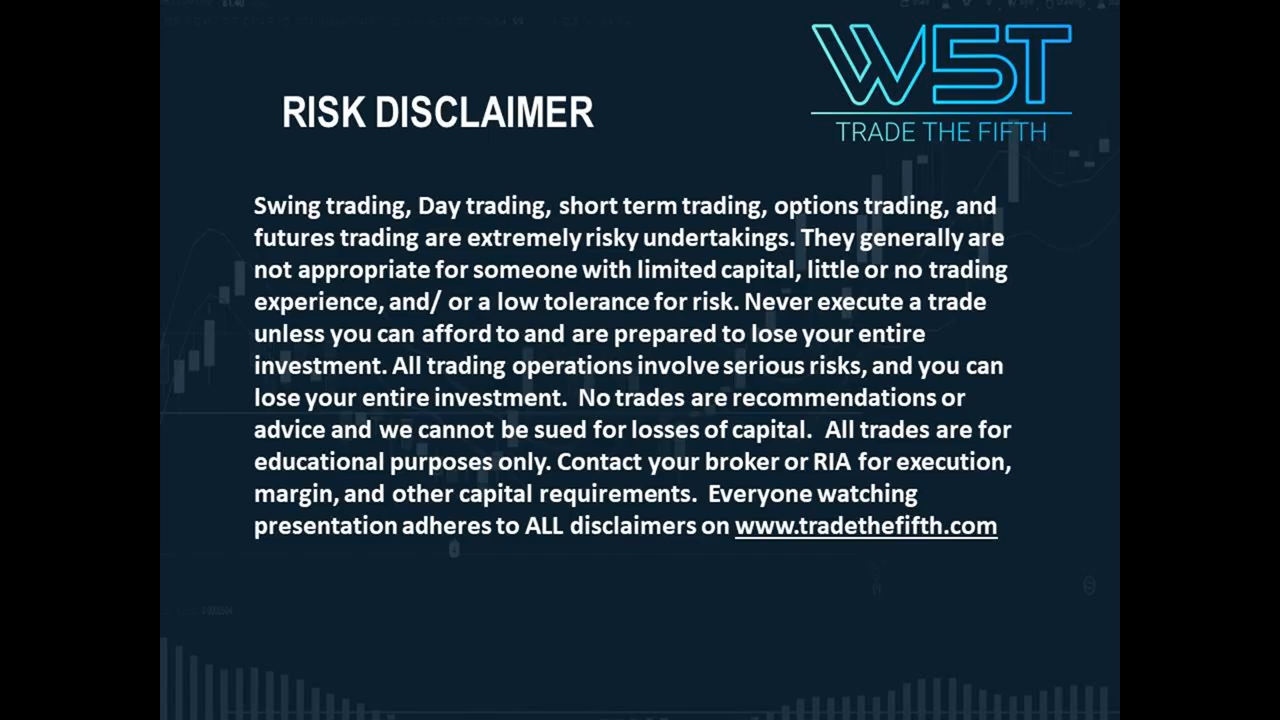 W5T
TRADE THE FIFTH
RISK DISCLAIMER
Swing trading, Day trading, short term trading, options trading, and
futures trading are extremely risky undertakings. They generally are
not appropriate for someone with limited capital, little or no trading
experience, and/ or a low tolerance for risk. Never execute a trade
unless you can afford to and are prepared to lose your entire
investment. All trading operations involve serious risks, and you can
lose your entire investment.  No trades are recommendations or
advice and we cannot be sued for losses of capital.  All trades are for
educational purposes only. Contact your broker or RIA for execution,
margin, and other capital requirements.  Everyone watching
presentation adheres to ALL disclaimers on www.tradethefifth.com